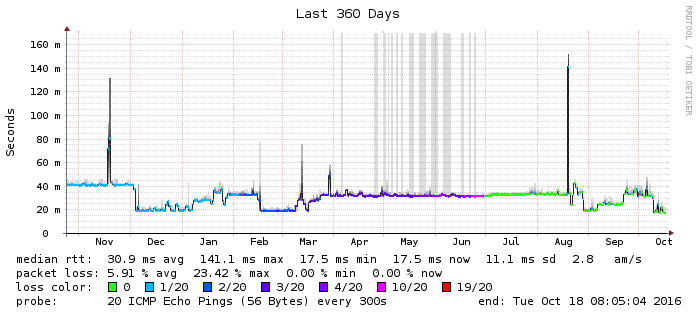 Last 360 Days
RRDTOOL / TOBI OETIKER
Seconds
160 m
140 m
120 m
100 m
80 m
60 m
40 m
20 m
0
Nov Dec Jan Feb Mar Apr May Jun Jul Aug Sep Oct
median rtt: 30.9 ms avg 141.1 ms max 17.5 ms min 17.5 ms now 11.1 ms sd 2.8 am/s
packet loss: 5.91 % avg 23.42 % max 0.00 % min 0.00 % now
loss color: 0 1/20 2/20 3/20 4/20 10/20 19/20
probe: 20 ICMP Echo Pings (56 Bytes) every 300s end: Tue Oct 18 08:05:04 2016